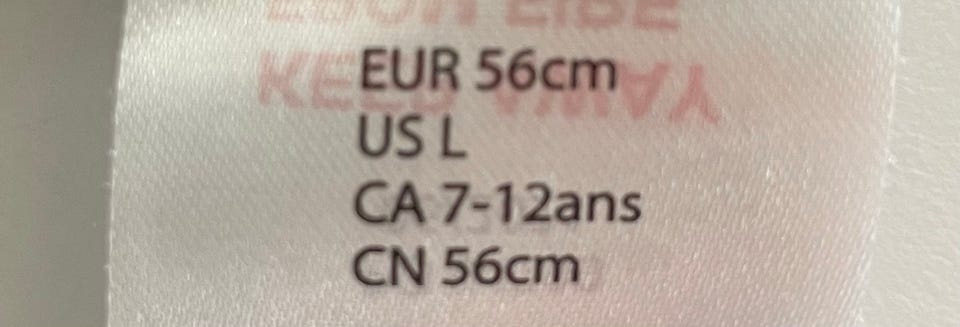 EUR 56cm
US L
CA 7-12ans
CN 56cm